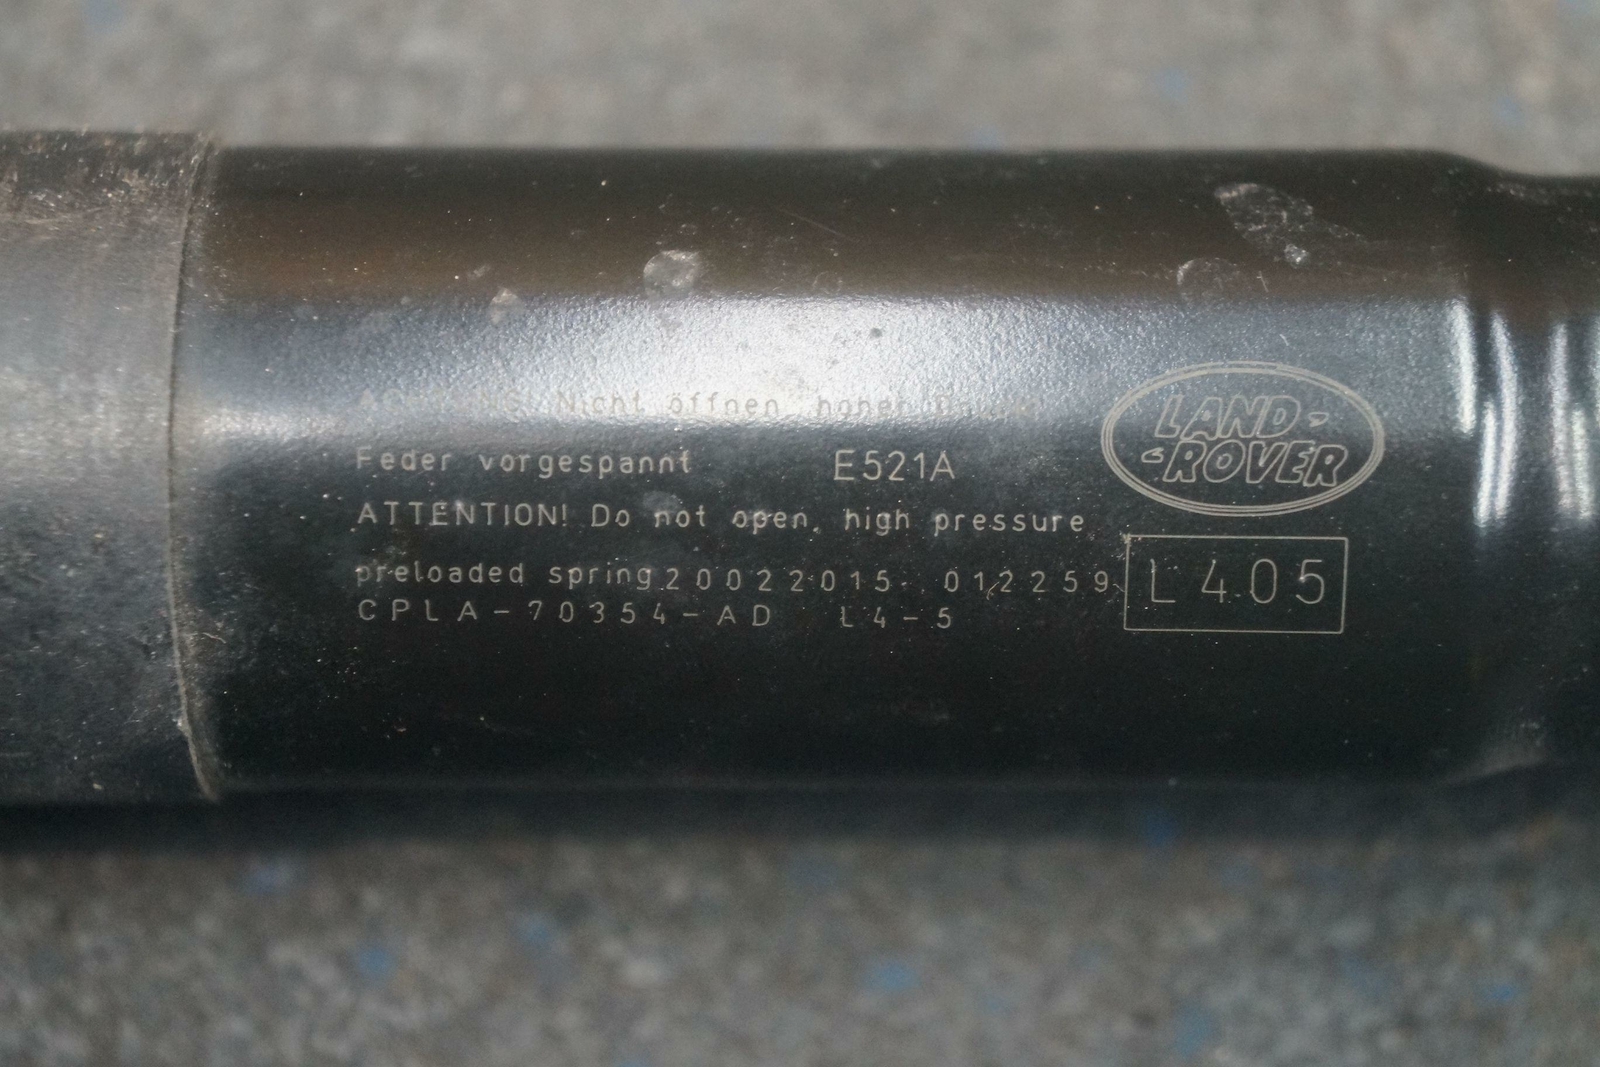 Nicht öffnen, hoher
Feder vorgespannt E521A
ATTENTION! Do not open, high pressure
preloaded spring 20022015 012259
CPLA-70354-AD L4-5
LAND-
-ROVER
L405